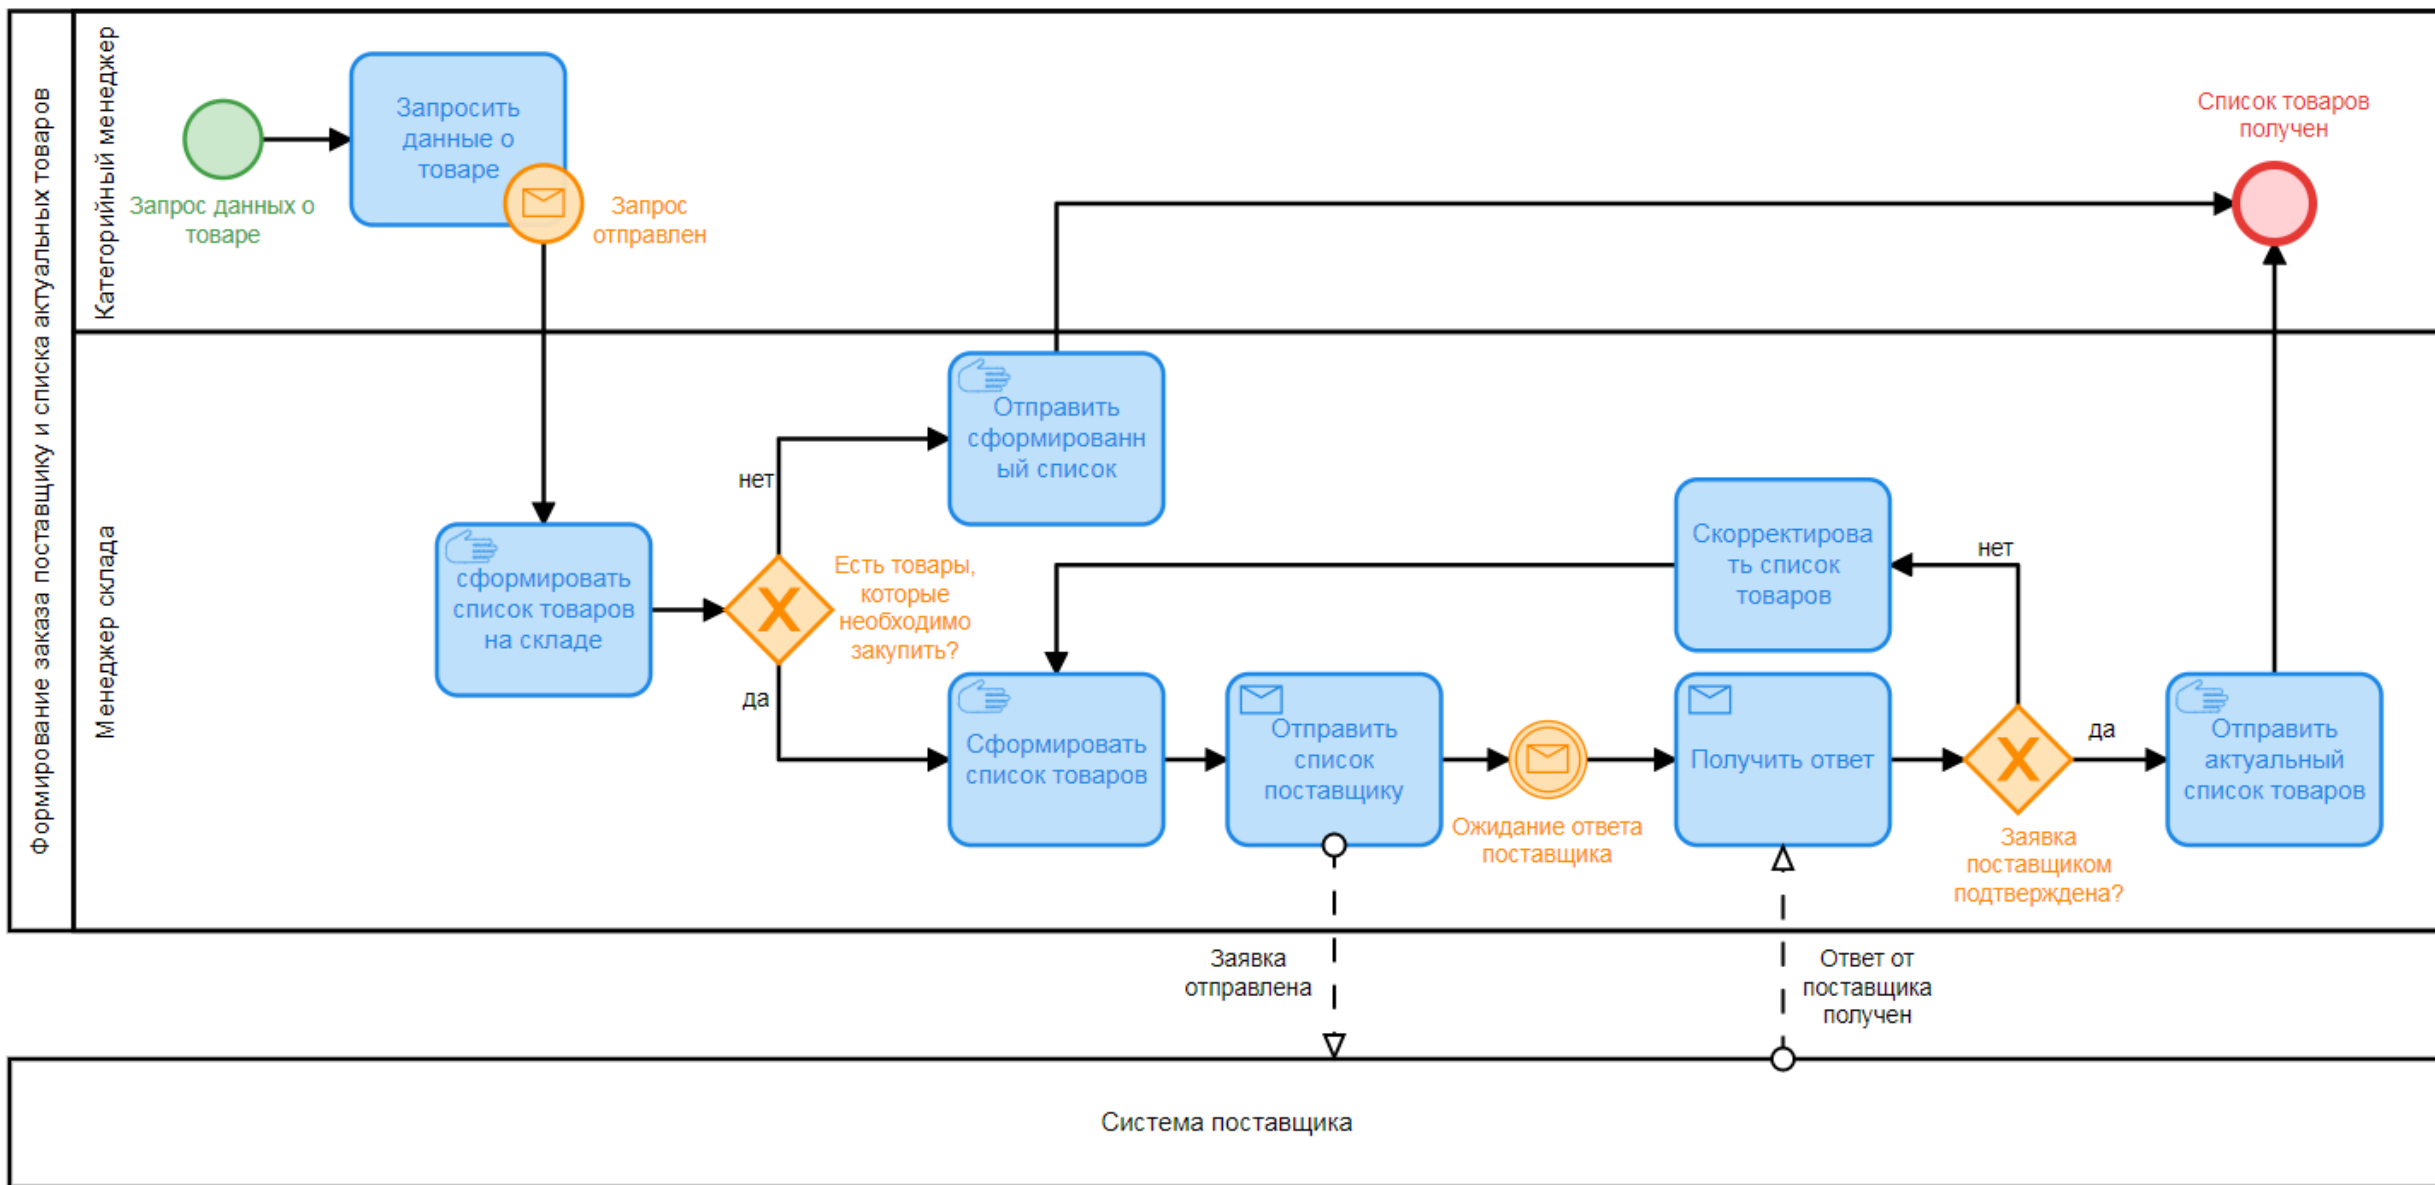 Формирование заказа поставщику и списка актуальных товаров
Категорийный менеджер
Запрос данных о
товаре
Запросить
данные о
товаре
Запрос
отправлен
Список товаров
получен
Менеджер склада
сформировать
список товаров
на складе
нет
да
Есть товары,
которые
необходимо
закупить?
Отправить
сформированн
ый список
Сформировать
список товаров
Отправить
список
поставщику
Ожидание ответа
поставщика
Скорректирова
ть список
товаров
Получить ответ
нет
да
Заявка
поставщиком
подтверждена?
Отправить
актуальный
список товаров
Заявка
отправлена
Ответ от
поставщика
получен
Система поставщика